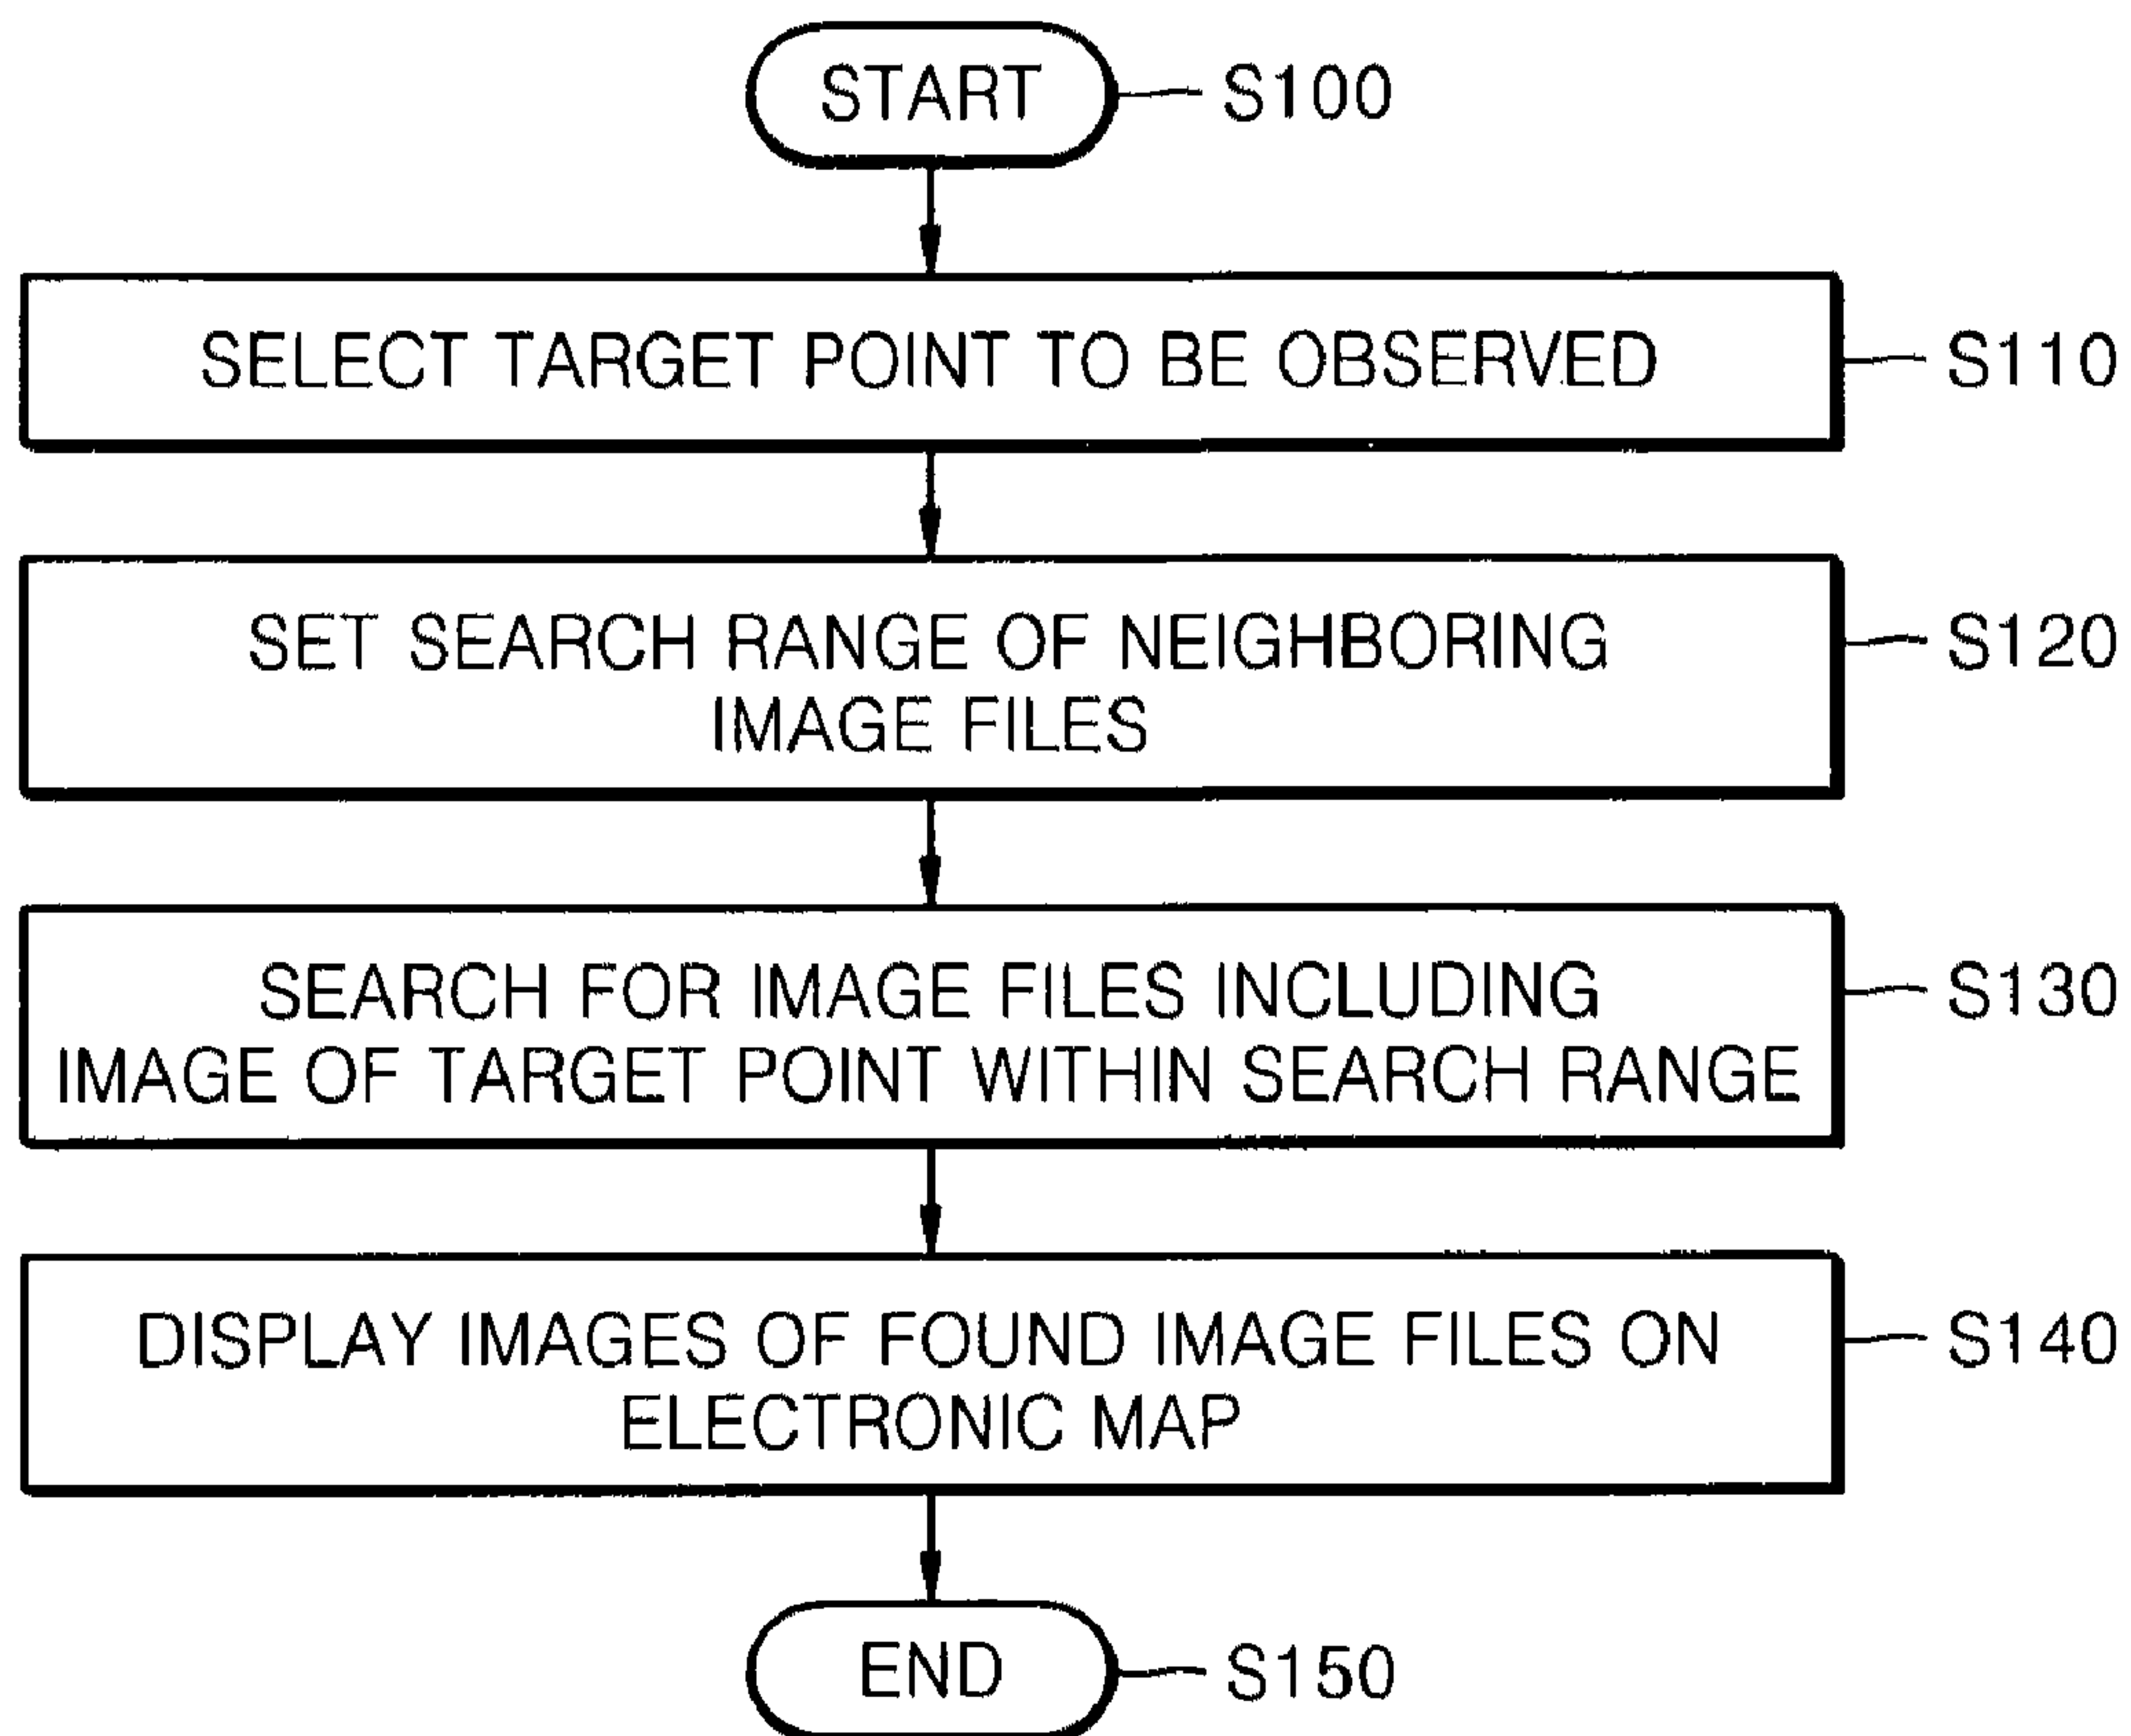 START
S100
SELECT TARGET POINT TO BE OBSERVED
S110
SET SEARCH RANGE OF NEIGHBORING
IMAGE FILES
S120
SEARCH FOR IMAGE FILES INCLUDING
IMAGE OF TARGET POINT WITHIN SEARCH RANGE
S130
DISPLAY IMAGES OF FOUND IMAGE FILES ON
ELECTRONIC MAP
S140
END
S150